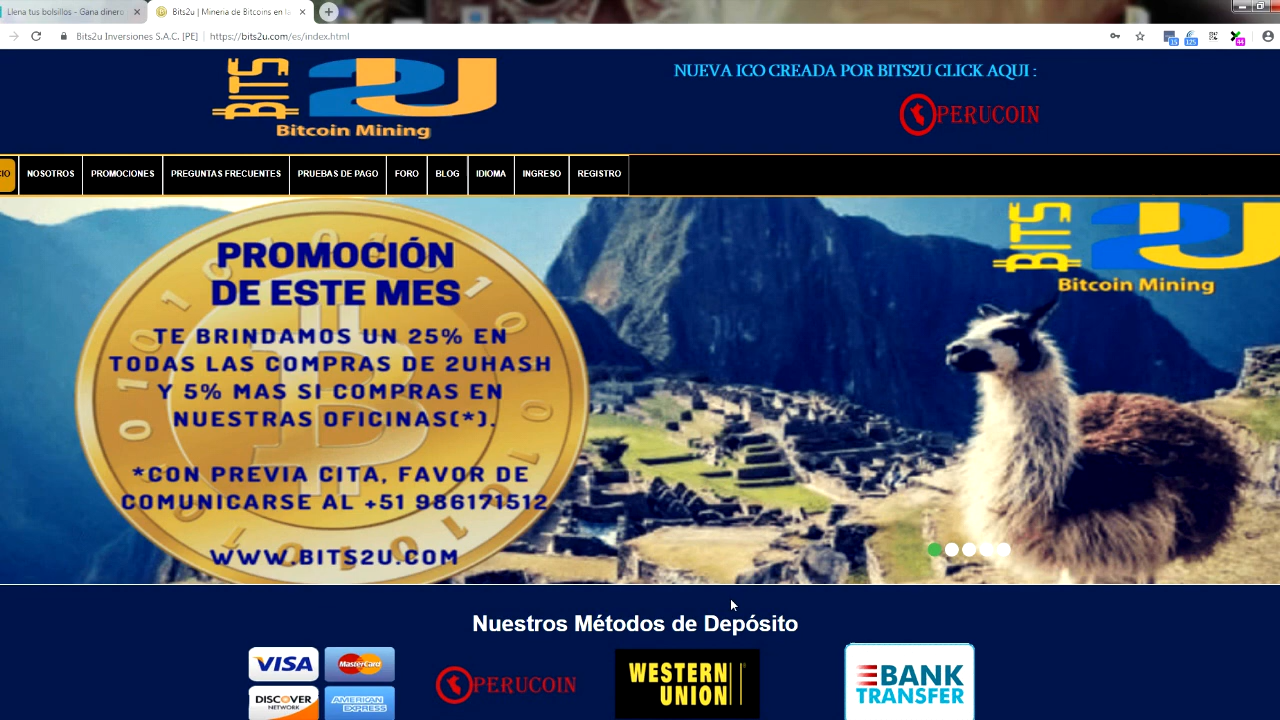 Llena tus bolsillos - Gana dinero
Bits2u | Mineria de Bitcoins en la
Bits2u Inversiones S.A.C. [PE] | https://bits2u.com/es/index.html
15
125
84
BITS 2U
Bitcoin Mining
NUEVA ICO CREADA POR BITS2U CLICK AQUI :
PERUCOIN
CIO
NOSOTROS
PROMOCIONES
PREGUNTAS FRECUENTES
PRUEBAS DE PAGO
FORO
BLOG
IDIOMA
INGRESO
REGISTRO
PROMOCIÓN
DE ESTE MES
TE BRINDAMOS UN 25% EN
TODAS LAS COMPRAS DE 2UHASH
Y 5% MAS SI COMPRAS EN
NUESTRAS OFICINAS(*).
*CON PREVIA CITA, FAVOR DE
COMUNICARSE AL +51 986171512
WWW.BITS2U.COM
BITS 2U
Bitcoin Mining
Nuestros Métodos de Depósito
VISA
MasterCard
DISCOVER
NETWORK
AMERICAN
EXPRESS
PERUCOIN
WESTERN
UNION
BANK
TRANSFER